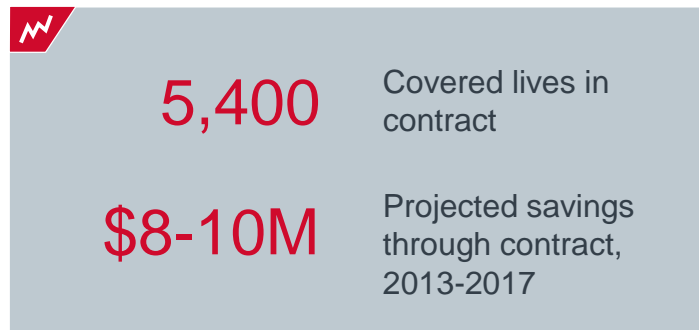 5,400
Covered lives in
contract
$8-10M
Projected savings
through contract,
2013-2017